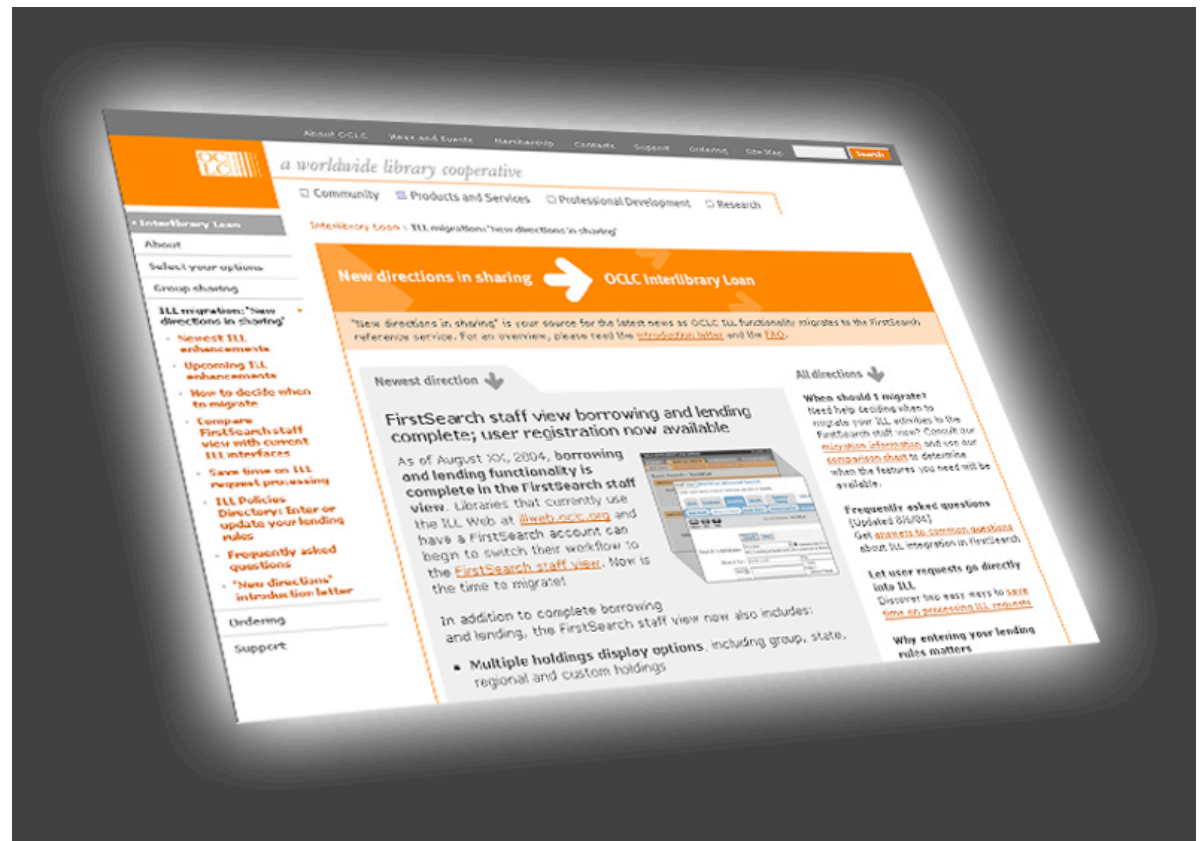 About OCLC News and Events Membership Contacts Support Ordering Site Map Search
OCLC
a worldwide library cooperative
Community Products and Services Professional Development Research
Interlibrary Loan
About
Select your options
Group sharing
ILL migration: "New
directions in sharing"
Newest ILL
enhancements
Upcoming ILL
enhancements
How to decide when
to migrate
Compare
FirstSearch staff
view with current
ILL interfaces
Save time on ILL
request processing
ILL Policies
Directory: Enter or
update your lending
rules
Frequently asked
questions
"New directions"
introduction letter
Ordering
Support
Interlibrary Loan : ILL migration: "New directions in sharing"
New directions in sharing OCLC Interlibrary Loan
"New directions in sharing" is your source for the latest news as OCLC ILL functionality migrates to the FirstSearch
reference service. For an overview, please read the introduction letter and the FAQ.
Newest direction
FirstSearch staff view borrowing and lending
complete; user registration now available
As of August XX, 2004, borrowing
and lending functionality is
complete in the FirstSearch staff
view. Libraries that currently use
the ILL Web at illweb.oclc.org and
have a FirstSearch account can
begin to switch their workflow to
the FirstSearch staff view. Now is
the time to migrate!
In addition to complete borrowing
and lending, the FirstSearch staff view now also includes:
Multiple holdings display options, including group, state,
regional and custom holdings
All directions
When should I migrate?
Need help deciding when to
migrate your ILL activities to the
FirstSearch staff view? Consult our
migration information and use our
comparison chart to determine
when the features you need will be
available.
Frequently asked questions
[Updated 8/6/04]
Get answers to common questions
about ILL integration in FirstSearch
Let user requests go directly
into ILL
Discover two easy ways to save
time on processing ILL requests
Why entering your lending
rules matters